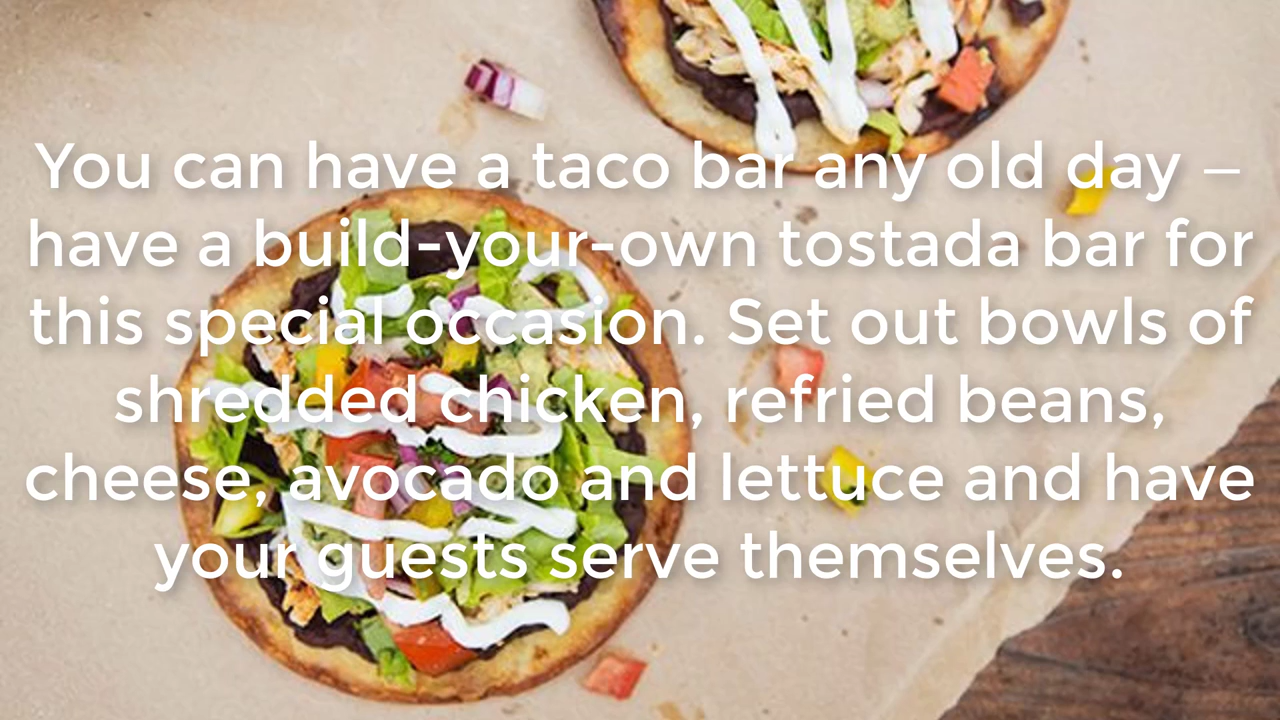 You can have a taco bar any old day –
have a build-your-own tostada bar for
this special occasion. Set out bowls of
shredded chicken, refried beans,
cheese, avocado and lettuce and have
your guests serve themselves.